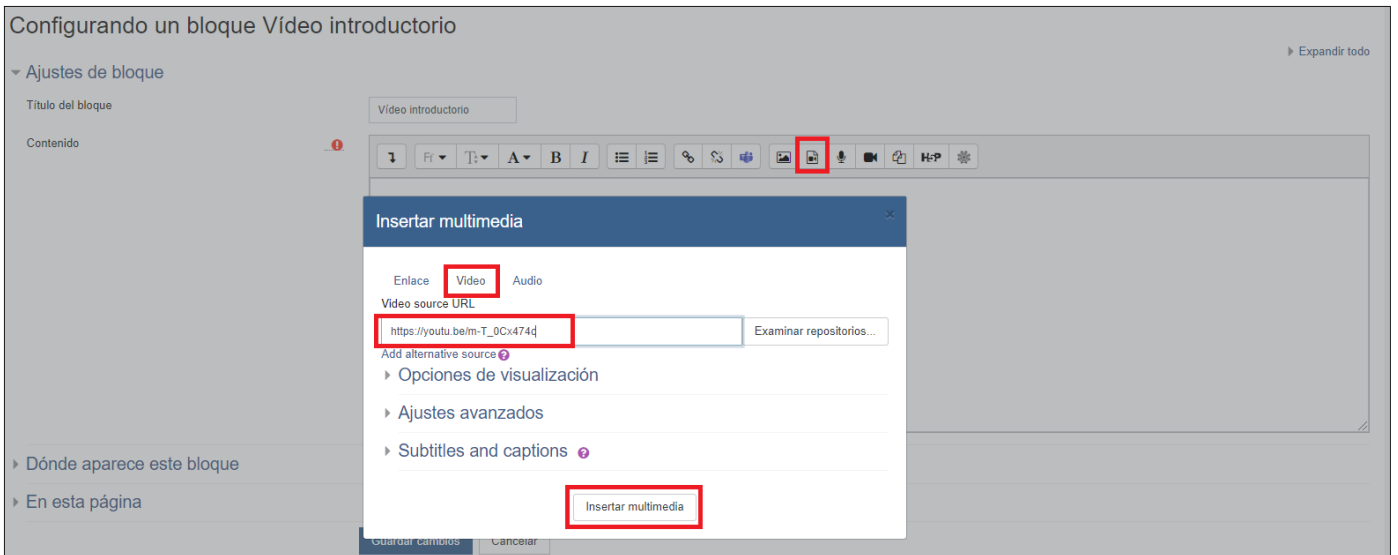 Configurando un bloque Vídeo introductorio
Expandir todo
Ajustes de bloque
Título del bloque
Vídeo introductorio
Contenido
Ff T A B I H-P
Insertar multimedia
Enlace Video Audio
Video source URL
https://youtu.be/m-T_0Cx474c Examinar repositorios...
Add alternative source
Opciones de visualización
Ajustes avanzados
Subtitles and captions
Dónde aparece este bloque
En esta página
Insertar multimedia
Guardar cambios Cancelar